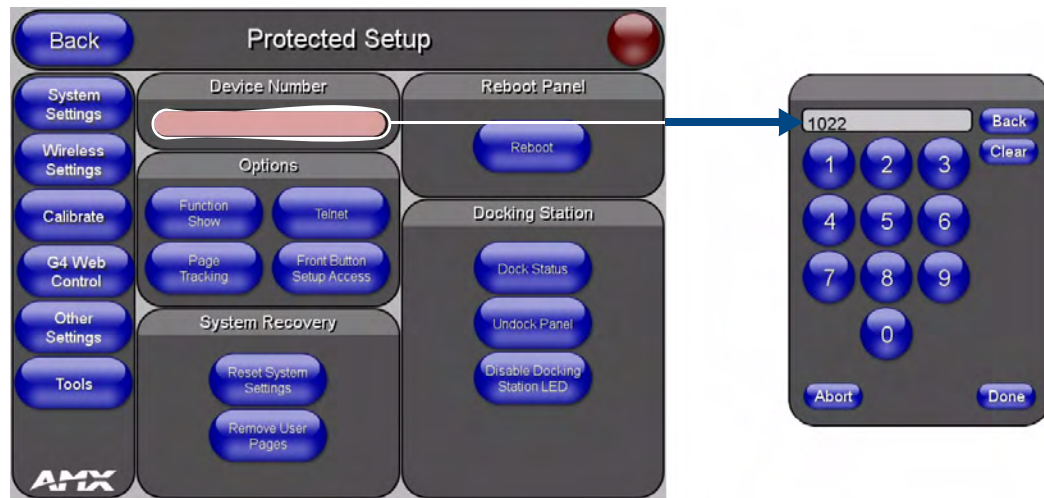 Back
Protected Setup
System
Settings
Wireless
Settings
Calibrate
G4 Web
Control
Other
Settings
Tools
AMX
Device Number
Options
Function
Show
Telnet
Page
Tracking
Front Button
Setup Access
System Recovery
Reset System
Settings
Remove User
Pages
Reboot Panel
Reboot
Docking Station
Dock Status
Undock Panel
Disable Docking
Station LED
1022
Back
Clear
1 2 3
4 5 6
7 8 9
0
Abort
Done